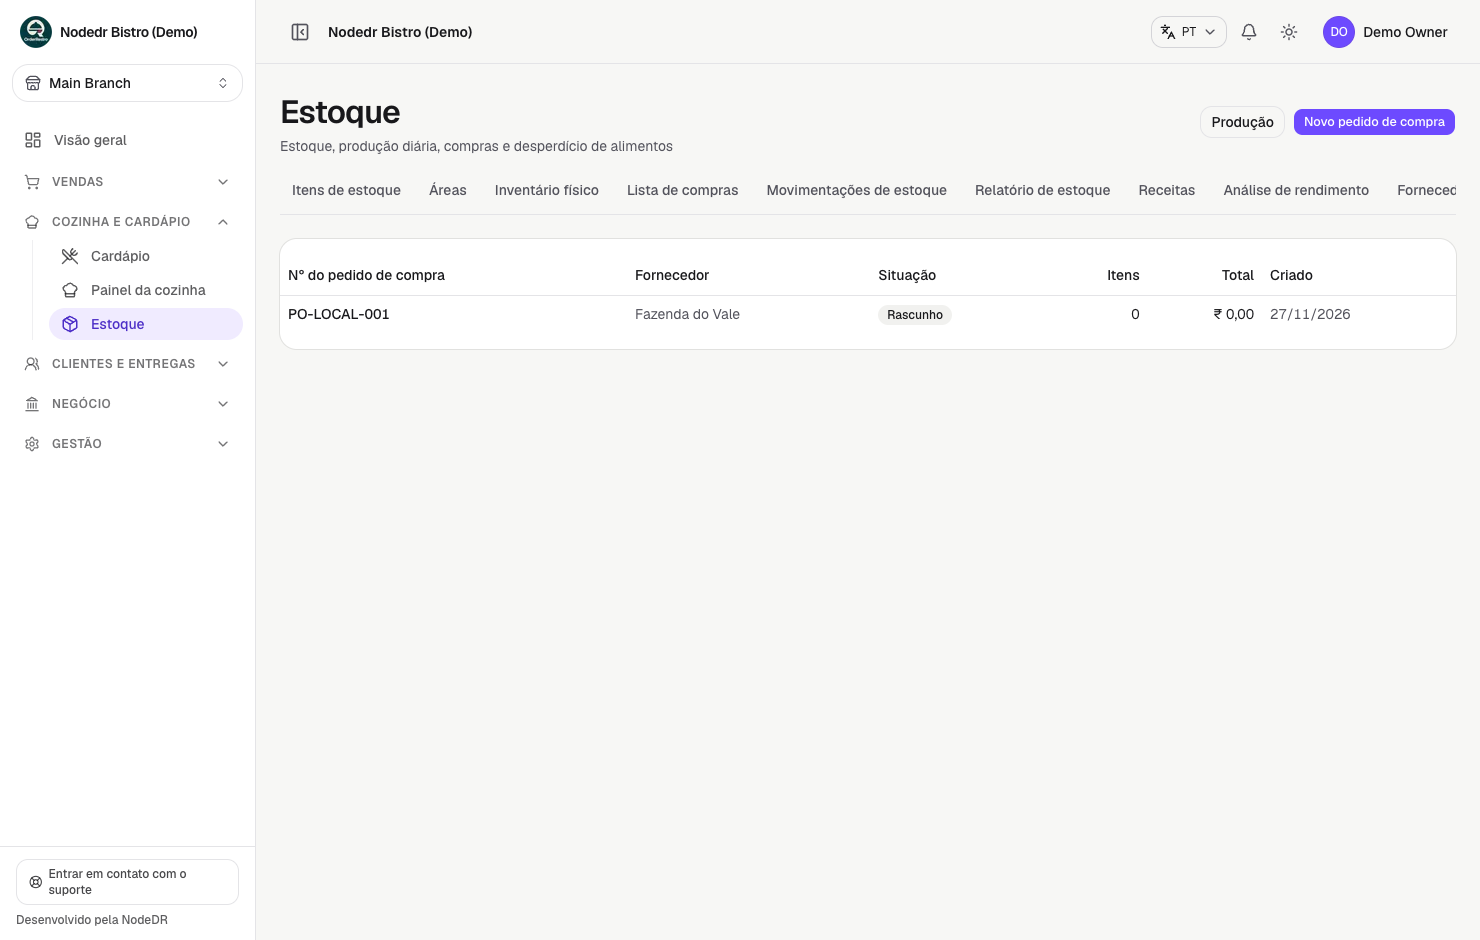 Nodedr Bistro (Demo)
Main Branch
Visão geral
VENDAS
COZINHA E CARDÁPIO
Cardápio
Painel da cozinha
Estoque
CLIENTES E ENTREGAS
NEGÓCIO
GESTÃO
Entrar em contato com o
suporte
Desenvolvido pela NodeDR
Nodedr Bistro (Demo)
PT
DO
Demo Owner
Estoque
Estoque, produção diária, compras e desperdício de alimentos
Produção
Novo pedido de compra
Itens de estoque Áreas Inventário físico Lista de compras Movimentações de estoque Relatório de estoque Receitas Análise de rendimento Forneced
Nº do pedido de compra Fornecedor Situação Itens Total Criado
PO-LOCAL-001 Fazenda do Vale Rascunho 0 ₹ 0,00 27/11/2026